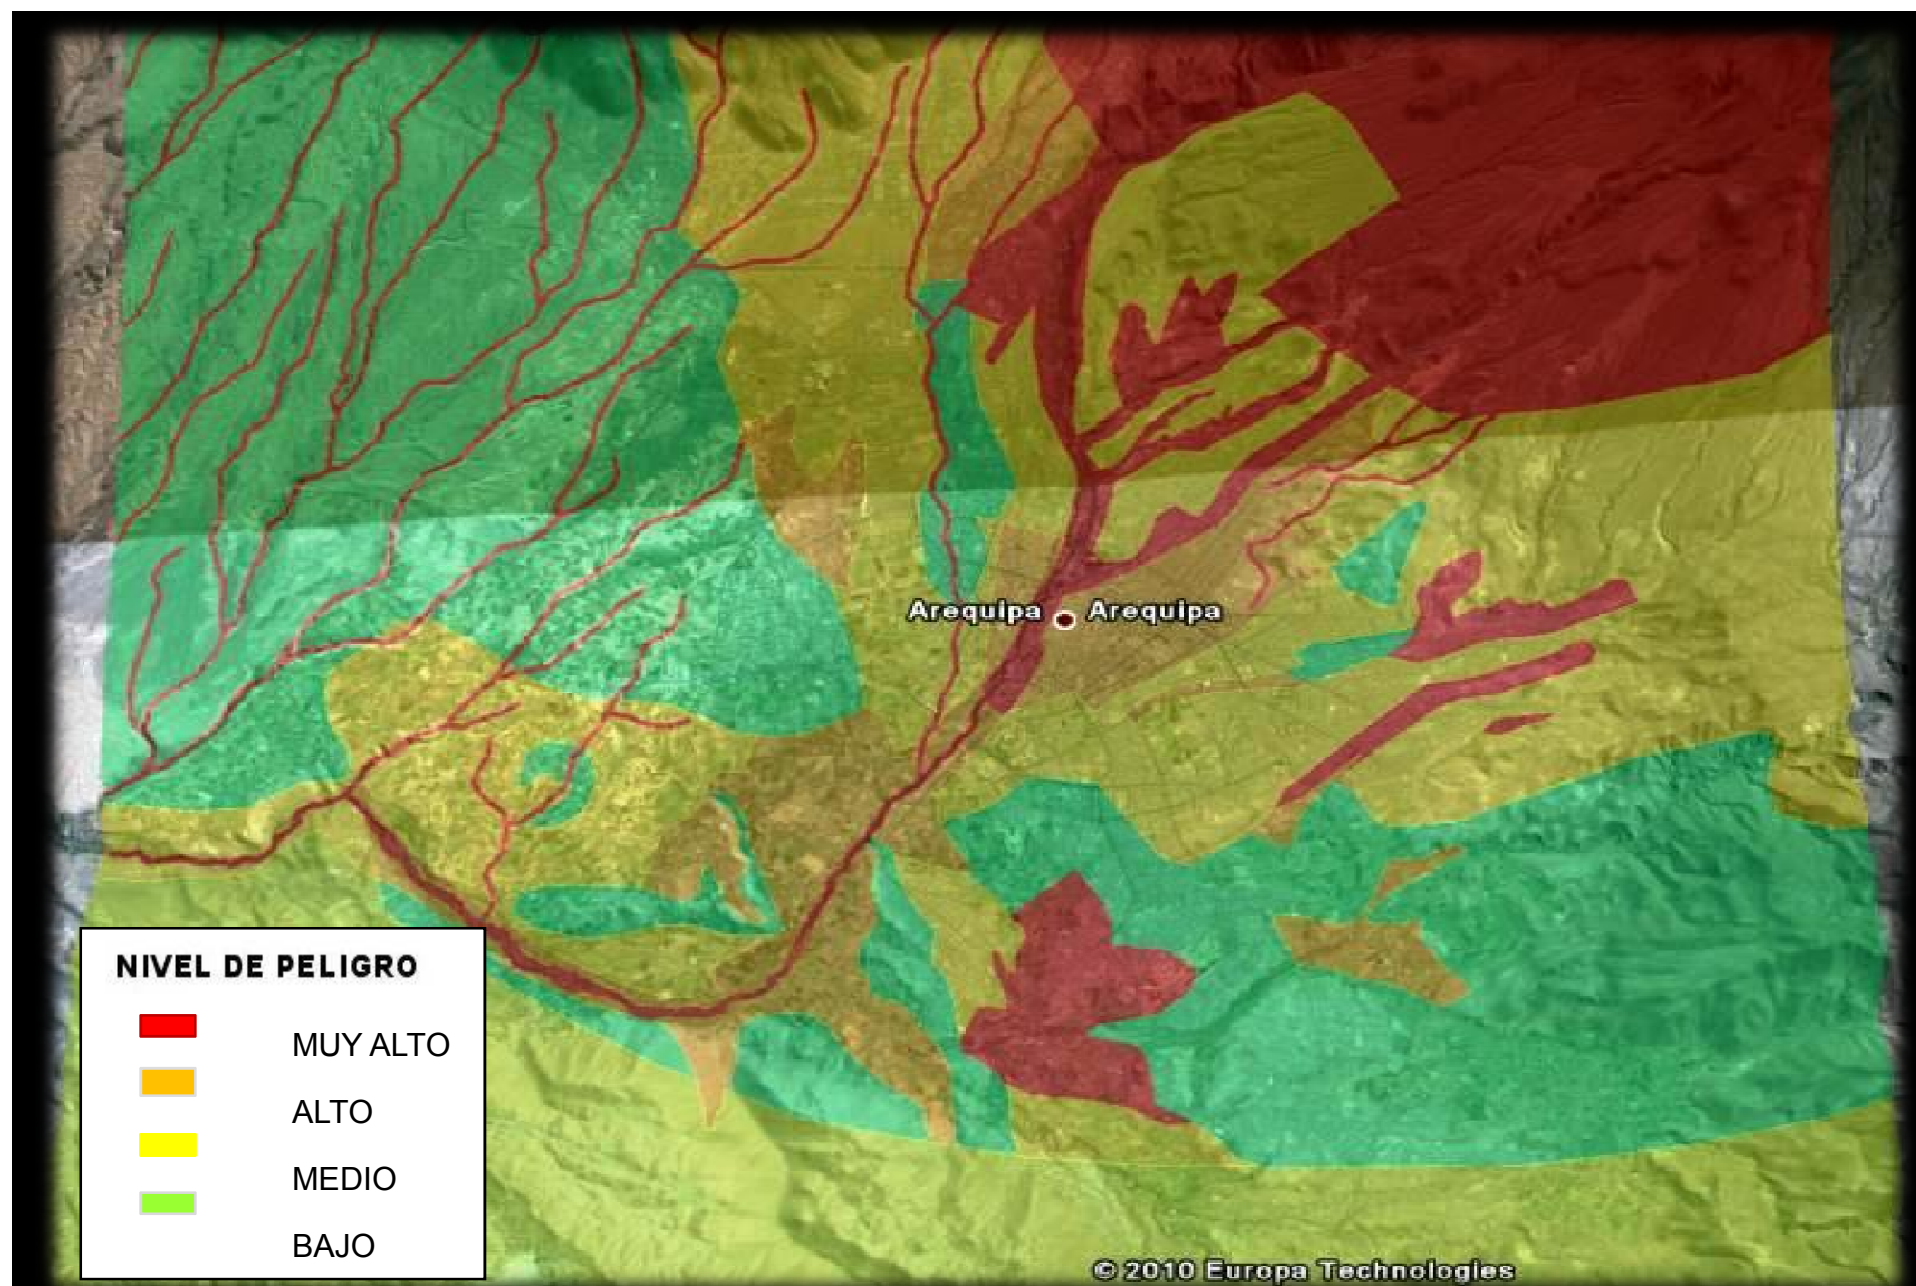 Arequipa Arequipa
NIVEL DE PELIGRO
MUY ALTO
ALTO
MEDIO
BAJO
© 2010 Europa Technologies